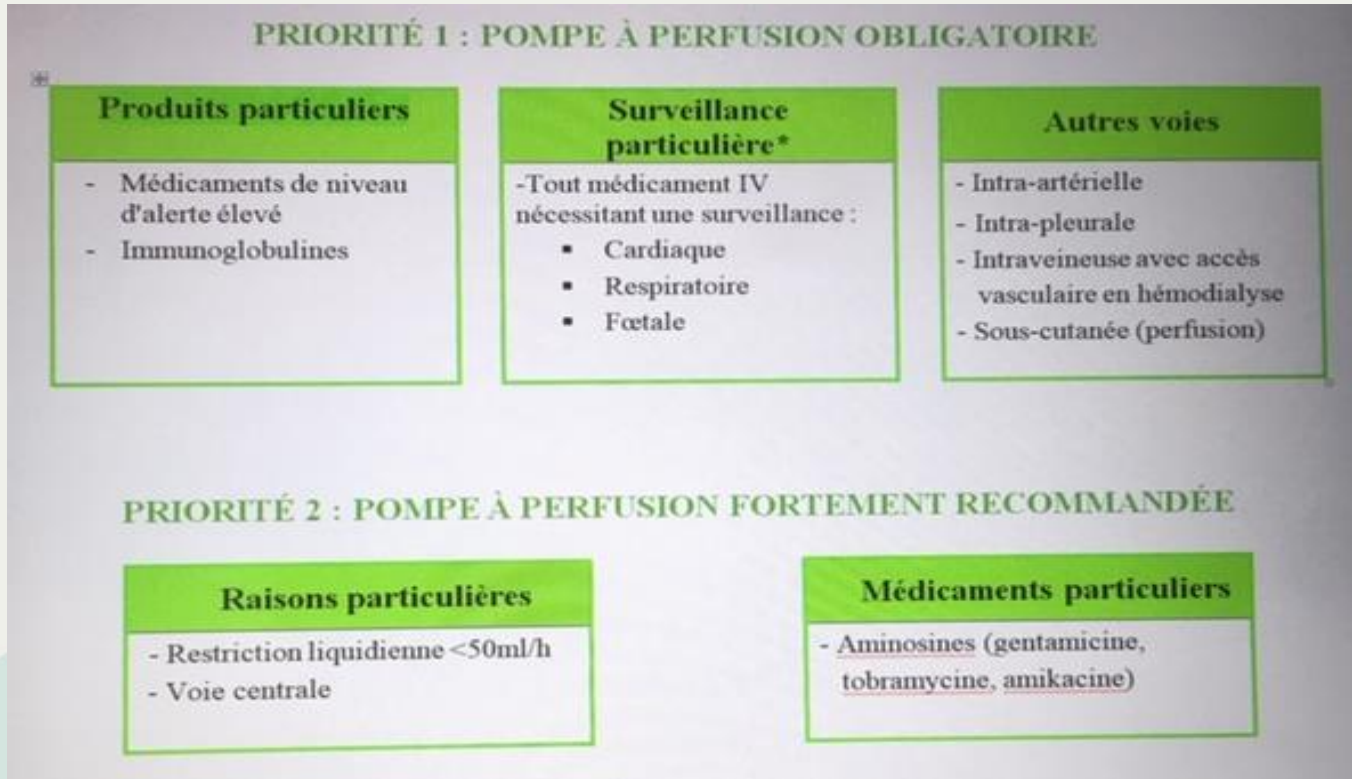 PRIORITÉ 1 : POMPE À PERFUSION OBLIGATOIRE
Produits particuliers
- Médicaments de niveau
d'alerte élevé
- Immunoglobulines
Surveillance
particulière*
-Tout médicament IV
nécessitant une surveillance :
▪ Cardiaque
▪ Respiratoire
▪ Fœtale
Autres voies
- Intra-artérielle
- Intra-pleurale
- Intraveineuse avec accès
vasculaire en hémodialyse
- Sous-cutanée (perfusion)
PRIORITÉ 2 : POMPE À PERFUSION FORTEMENT RECOMMANDÉE
Raisons particulières
- Restriction liquidienne <50ml/h
- Voie centrale
Médicaments particuliers
- Aminosines (gentamicine,
tobramycine, amikacine)